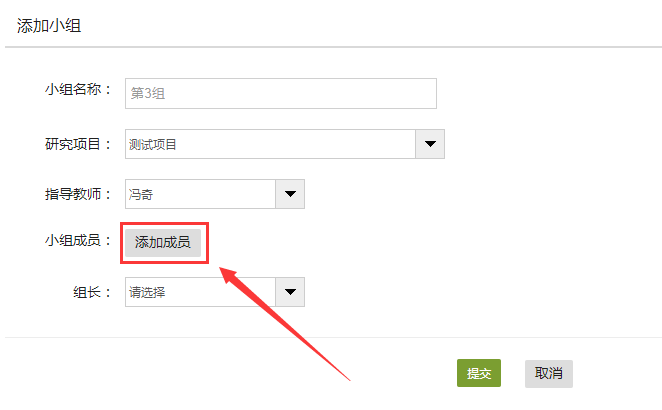 添加小组
小组名称： 第3组
研究项目： 测试项目
指导教师： 冯奇
小组成员： 添加成员
组长： 请选择
提交 取消